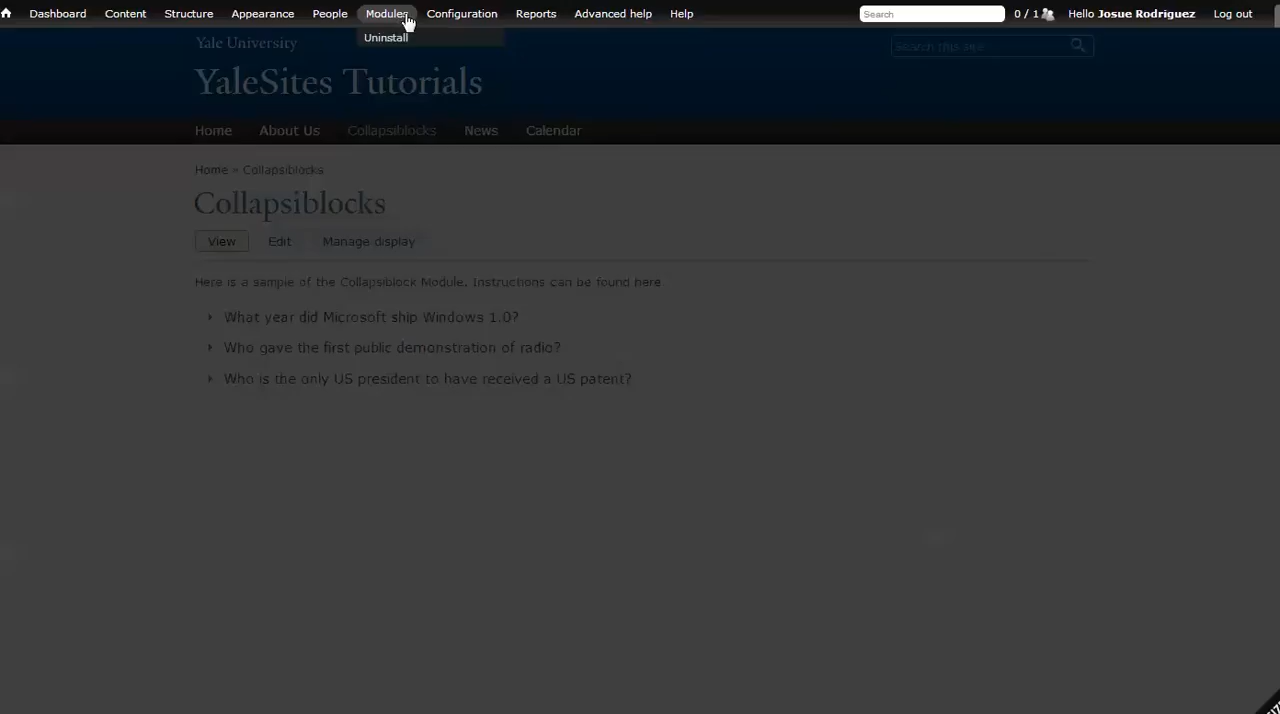 Dashboard Content Structure Appearance People Modules Configuration Reports Advanced help Help Search 0 / 1 Hello Josue Rodriguez Log out
Uninstall
Yale University
Search this site
YaleSites Tutorials
Home About Us Collapsiblocks News Calendar
Home » Collapsiblocks
Collapsiblocks
View Edit Manage display
Here is a sample of the Collapsiblock Module. Instructions can be found here
What year did Microsoft ship Windows 1.0?
Who gave the first public demonstration of radio?
Who is the only US president to have received a US patent?